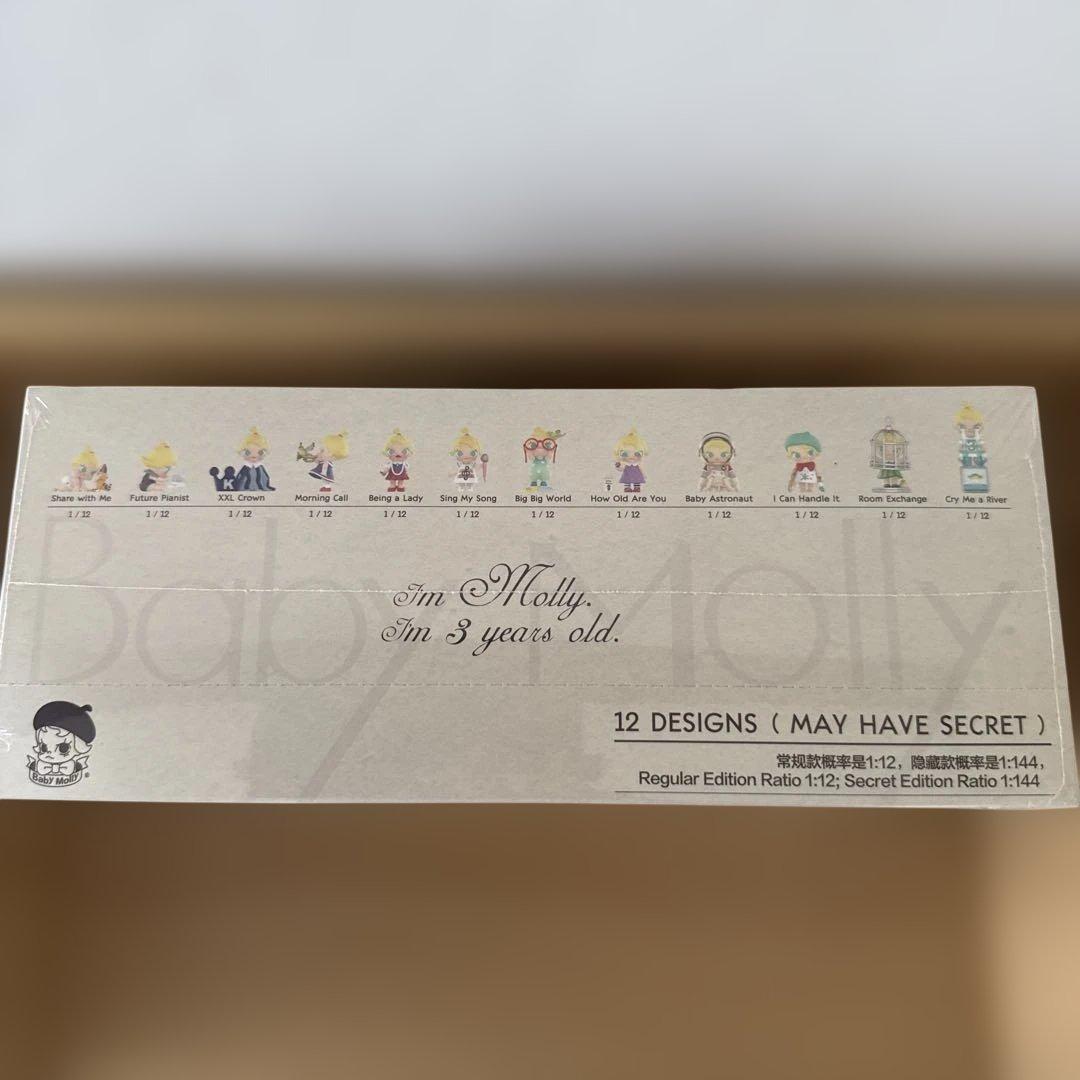 K
Share with Me Future Pianist XXL Crown Morning Call Being a Lady Sing My Song Big Big World How Old Are You Baby Astronaut I Can Handle It Room Exchange Cry Me a River
1 / 12 1 / 12 1 / 12 1 / 12 1 / 12 1 / 12 1 / 12 1 / 12 1 / 12 1 / 12 1 / 12 1 / 12
Baby Molly
I'm Molly.
I'm 3 years old.
12 DESIGNS ( MAY HAVE SECRET )
常规款概率是1:12，隐藏款概率是1:144，
Regular Edition Ratio 1:12; Secret Edition Ratio 1:144
Baby Molly ®